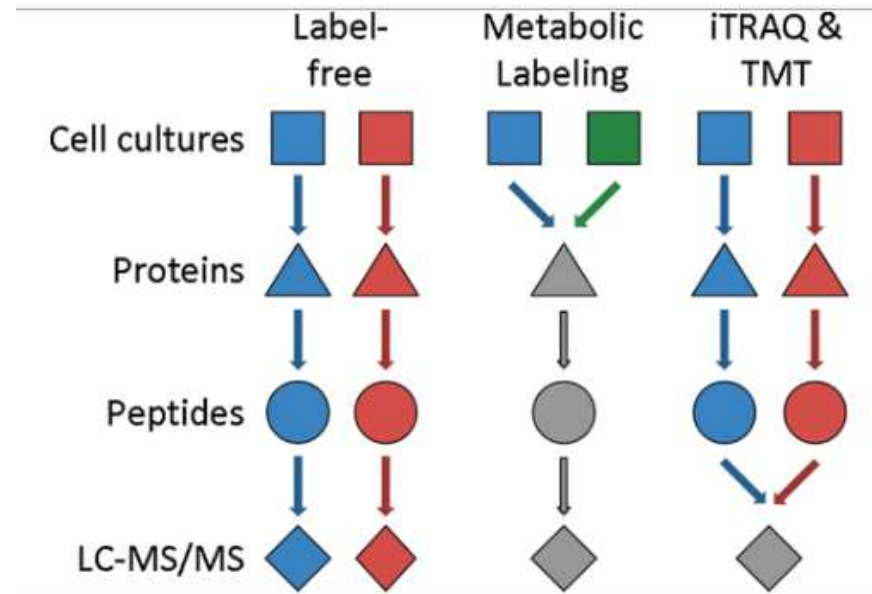 Label-
free
Metabolic
Labeling
iTRAQ &
TMT
Cell cultures
Proteins
Peptides
LC-MS/MS